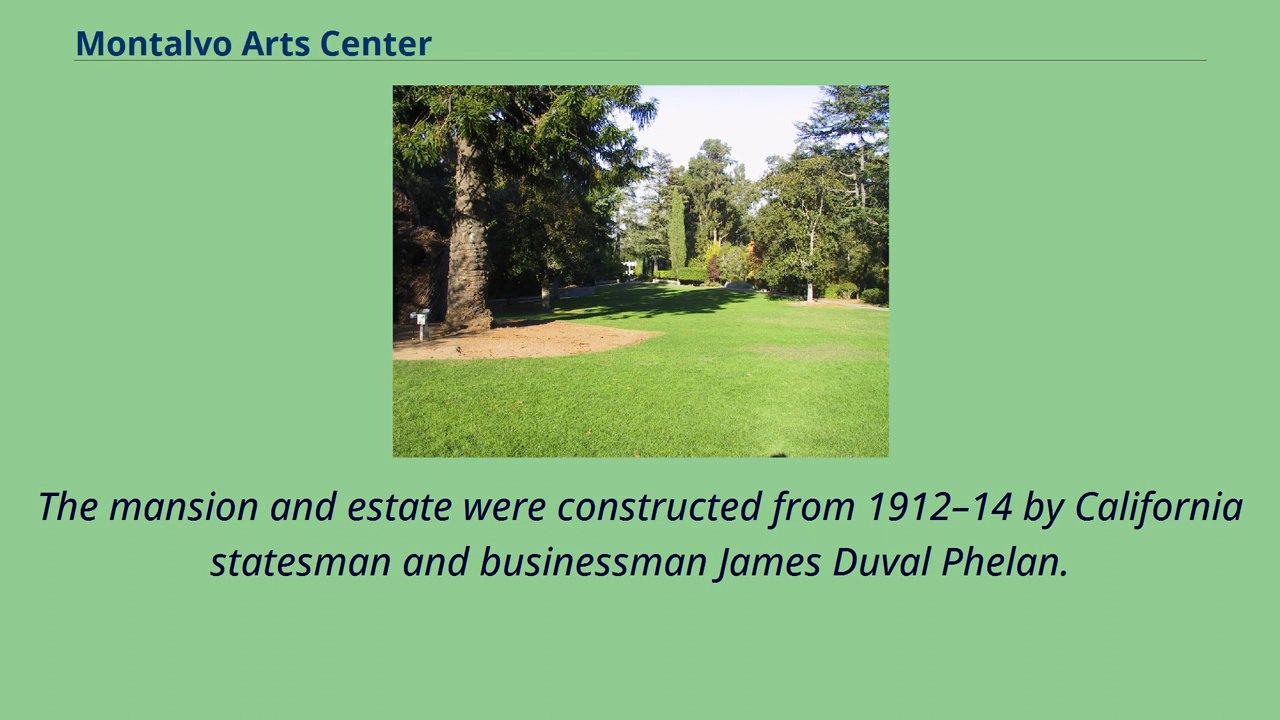 Montalvo Arts Center
The mansion and estate were constructed from 1912–14 by California
statesman and businessman James Duval Phelan.